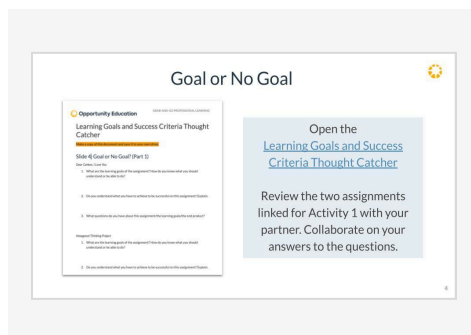 Goal or No Goal
Opportunity Education
Learning Goals and Success Criteria Thought
Catcher
Slide 4| Goal or No Goal? (Part 1)
1. What are the learning goals of the assignment? How do you know what you should
understand or be able to do?
2. Do you understand what you have to achieve to be successful on this assignment? Explain.
3. What questions do you have about the assignment the learning goals/the end product?
Hexagonal Thinking Project
1. What are the learning goals of the assignment? How do you know what you should
understand or be able to do?
2. Do you understand what you have to achieve to be successful on this assignment? Explain.
Open the
Learning Goals and Success
Criteria Thought Catcher
Review the two assignments
linked for Activity 1 with your
partner. Collaborate on your
answers to the questions.
4